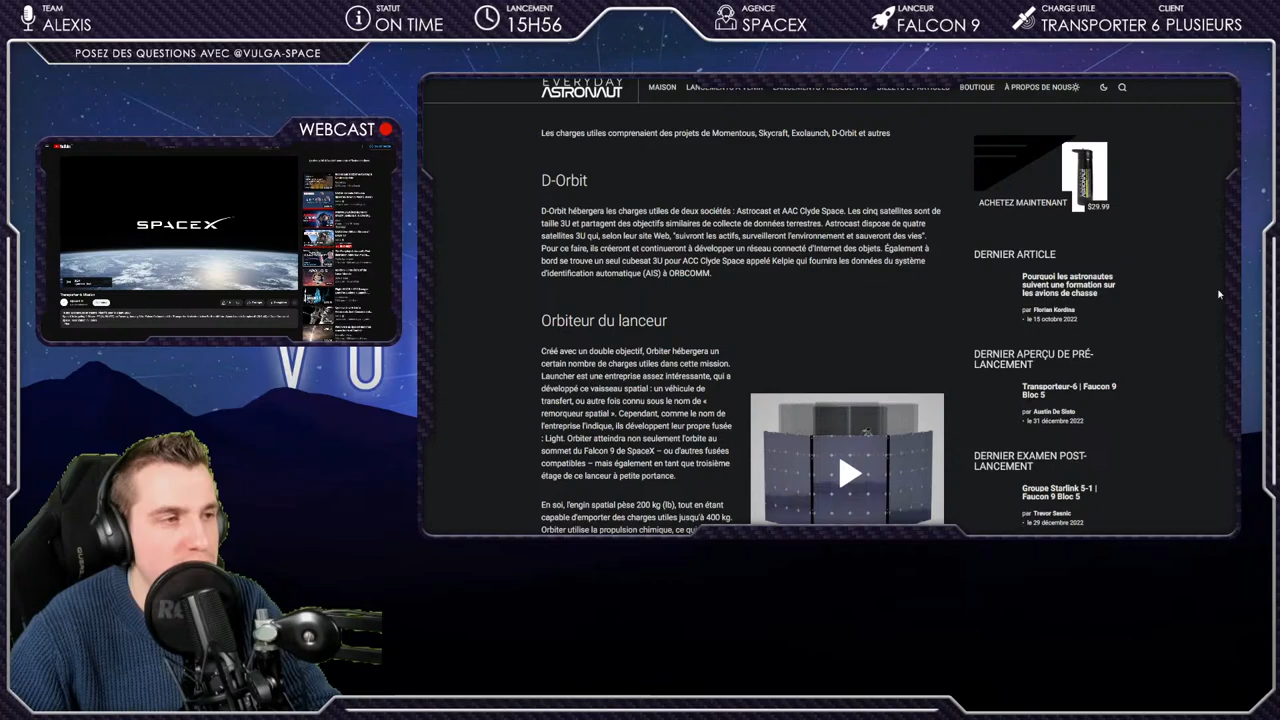 TEAM
ALEXIS
STATUT
ON TIME
LANCEMENT
15H56
AGENCE
SPACEX
LANCEUR
FALCON 9
CHARGE UTILE
CLIENT
TRANSPORTER 6 PLUSIEURS
POSEZ DES QUESTIONS AVEC @VULGA-SPACE
WEBCAST
SPACEX
V U
EVERYDAY
ASTRONAUT
MAISON
LANCEMENTS À VENIR
LANCEMENTS PRÉCÉDENTS
BILLETS ET ARTICLES
BOUTIQUE
À PROPOS DE NOUS
Les charges utiles comprenaient des projets de Momentous, Skycraft, Exolaunch, D-Orbit et autres
D-Orbit
D-Orbit hébergera les charges utiles de deux sociétés : Astrocast et AAC Clyde Space. Les cinq satellites sont de
taille 3U et partagent des objectifs similaires de collecte de données terrestres. Astrocast dispose de quatre
satellites 3U qui, selon leur site Web, "suivront les actifs, surveilleront l'environnement et sauveront des vies".
Pour ce faire, ils créeront et continueront à développer un réseau connecté d'Internet des objets. Également à
bord se trouve un seul cubesat 3U pour ACC Clyde Space appelé Kelpie qui fournira les données du système
d'identification automatique (AIS) à ORBCOMM.
Orbiteur du lanceur
Créé avec un double objectif, Orbiter hébergera un
certain nombre de charges utiles dans cette mission.
Launcher est une entreprise assez intéressante, qui a
développé ce vaisseau spatial : un véhicule de
transfert, ou autre fois connu sous le nom de «
remorqueur spatial ». Cependant, comme le nom de
l'entreprise l'indique, ils développent leur propre fusée
: Light. Orbiter atteindra non seulement l'orbite au
sommet du Falcon 9 de SpaceX – ou d'autres fusées
compatibles – mais également en tant que troisième
étage de ce lanceur à petite portance.
En soi, l'engin spatial pèse 200 kg (lb), tout en étant
capable d'emporter des charges utiles jusqu'à 400 kg.
Orbiter utilise la propulsion chimique, ce qui
ACHETEZ MAINTENANT
$29.99
DERNIER ARTICLE
Pourquoi les astronautes
suivent une formation sur
les avions de chasse
par Florian Kordina
• le 15 octobre 2022
DERNIER APERÇU DE PRÉ-
LANCEMENT
Transporteur-6 | Faucon 9
Bloc 5
par Austin De Sisto
• le 31 décembre 2022
DERNIER EXAMEN POST-
LANCEMENT
Groupe Starlink 5-1 |
Faucon 9 Bloc 5
par Trevor Sesnic
• le 29 décembre 2022